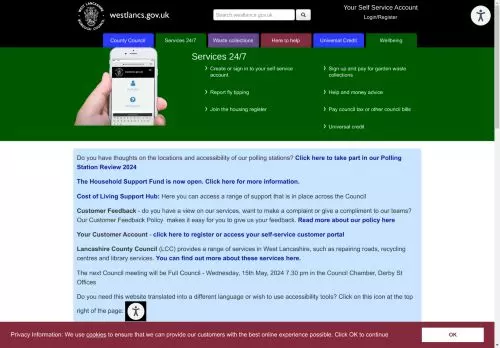 westlancs.gov.uk
Search westlancs.gov.uk
Your Self Service Account
Login/Register
County Council
Services 24/7
Waste collections
Here to help
Universal Credit
Wellbeing
Services 24/7
Create or sign in to your self service account
Report fly tipping
Join the housing register
Sign up and pay for garden waste collections
Help and money advice
Pay council tax or other council bills
Universal credit
Do you have thoughts on the locations and accessibility of our polling stations? Click here to take part in our Polling
Station Review 2024
The Household Support Fund is now open. Click here for more information.
Cost of Living Support Hub: Here you can access a range of support that is in place across the Council
Customer Feedback - do you have a view on our services, want to make a complaint or give a compliment to our teams?
Our Customer Feedback Policy makes it easy for you to give us your feedback. Read more about our policy here
Your Customer Account - click here to register or access your self-service customer portal
Lancashire County Council (LCC) provides a range of services in West Lancashire, such as repairing roads, recycling
centres and library services. You can find out more about these services here.
The next Council meeting will be Full Council - Wednesday, 15th May, 2024 7.30 pm in the Council Chamber, Derby St
Offices
Do you need this website translated into a different language or wish to use accessibility tools? Click on this icon at the top
right of the page:
Privacy Information: We use cookies to ensure that we can provide our customers with the best online experience possible. Click OK to continue
OK